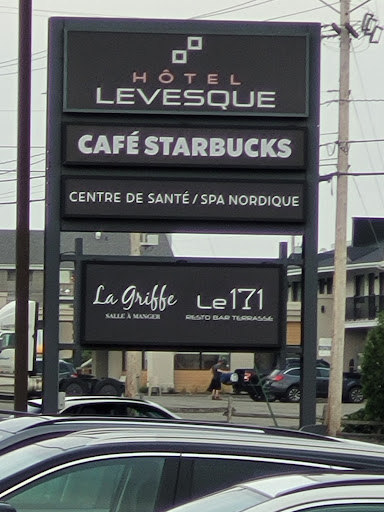 HÔTEL
LEVESQUE
CAFÉ STARBUCKS
CENTRE DE SANTÉ / SPA NORDIQUE
La Griffe
SALLE À MANGER
Le171
RESTO BAR TERRASSE